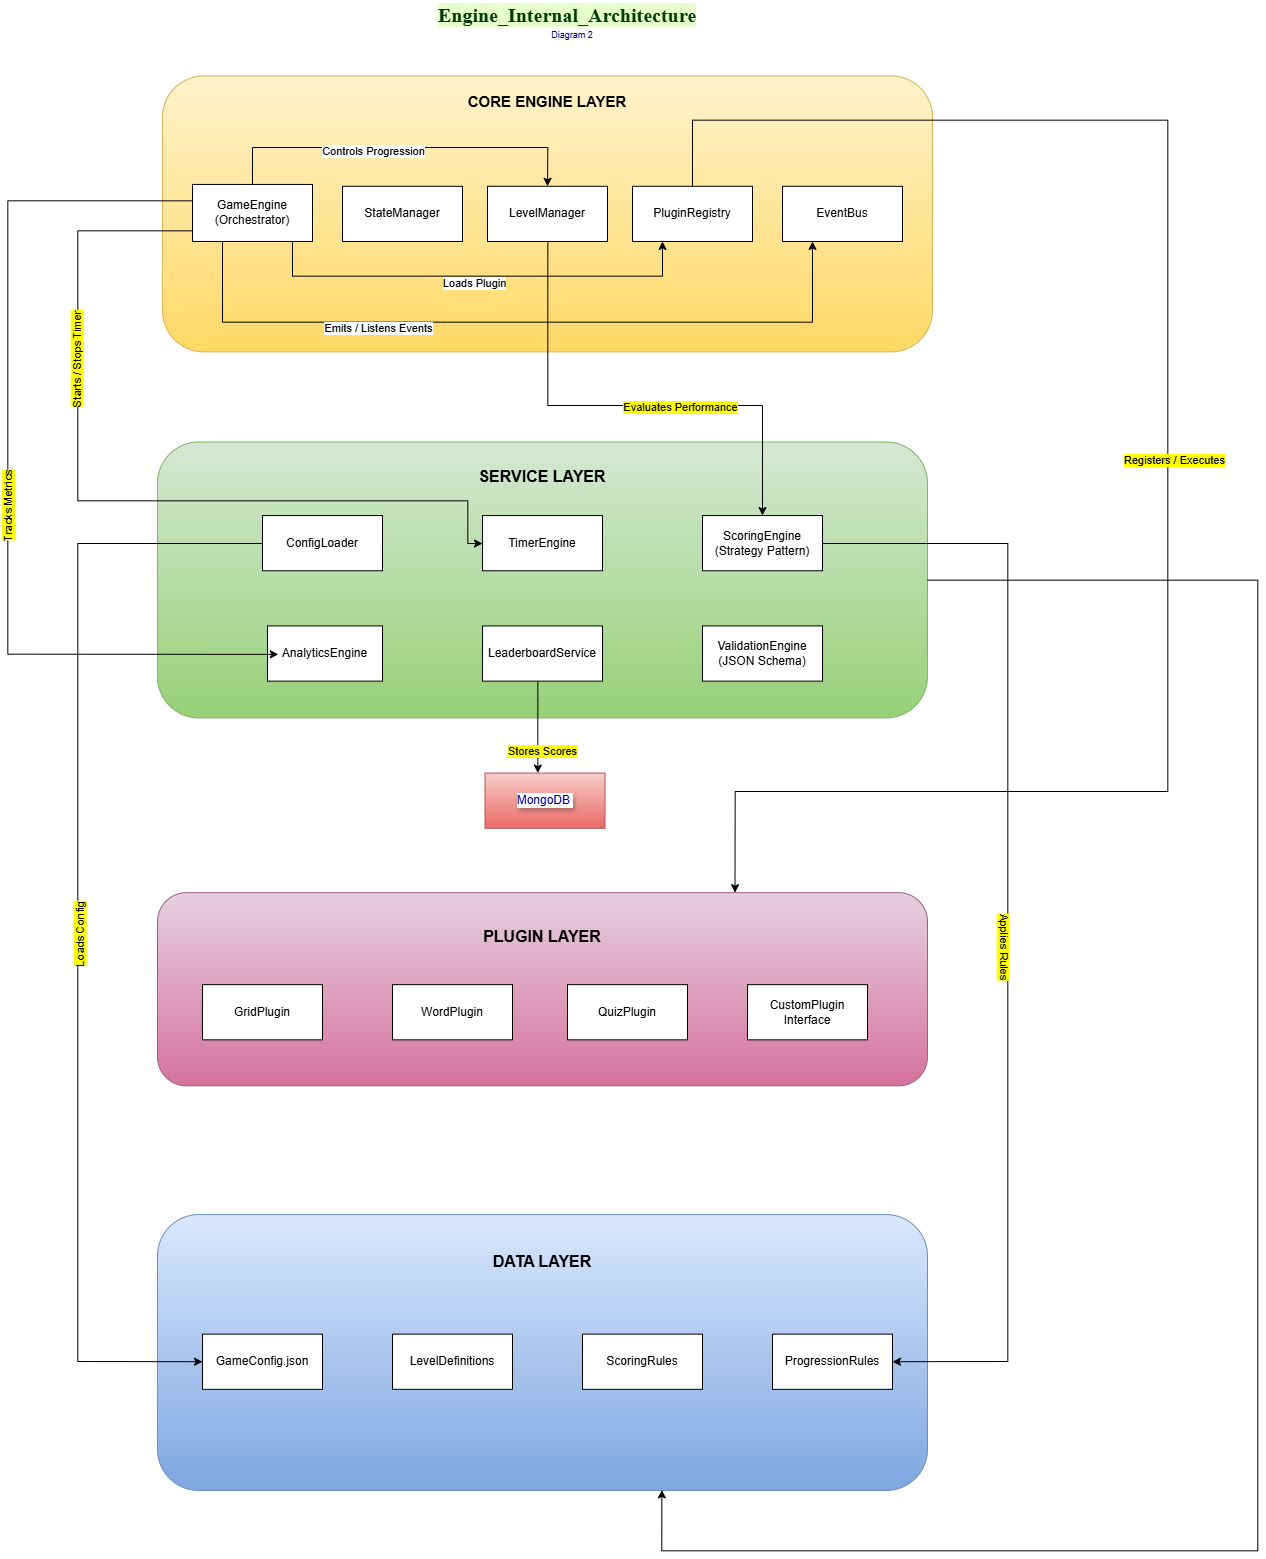 Engine_Internal_Architecture
Diagram 2
CORE ENGINE LAYER
Controls Progression
GameEngine
(Orchestrator)
StateManager
LevelManager
PluginRegistry
EventBus
Loads Plugin
Emits / Listens Events
Starts / Stops Timer
Evaluates Performance
Registers / Executes
Tracks Metrics
SERVICE LAYER
ConfigLoader
TimerEngine
ScoringEngine
(Strategy Pattern)
AnalyticsEngine
LeaderboardService
ValidationEngine
(JSON Schema)
Stores Scores
MongoDB
Loads Config
Applies Rules
PLUGIN LAYER
GridPlugin
WordPlugin
QuizPlugin
CustomPlugin
Interface
DATA LAYER
GameConfig.json
LevelDefinitions
ScoringRules
ProgressionRules